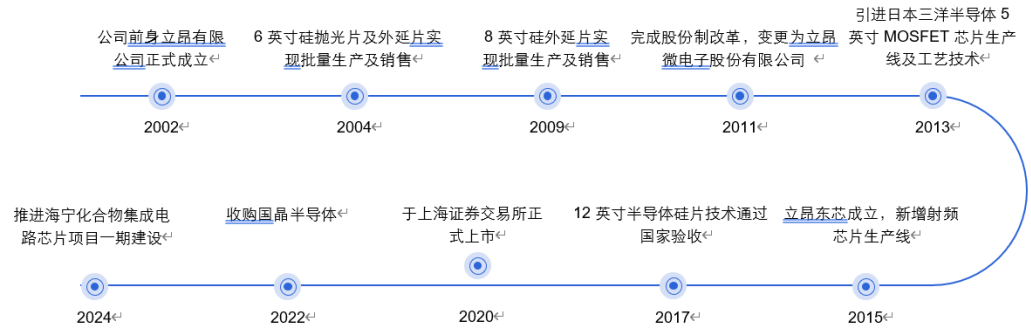 公司前身立昂有限
公司正式成立
2002
6 英寸硅抛光片及外延片实
现批量生产及销售
2004
8 英寸硅外延片实
现批量生产及销售
2009
完成股份制改革，变更为立昂
微电子股份有限公司
2011
引进日本三洋半导体 5
英寸 MOSFET 芯片生产
线及工艺技术
2013
立昂东芯成立，新增射频
芯片生产线
2015
12 英寸半导体硅片技术通过
国家验收
2017
于上海证券交易所正
式上市
2020
收购国晶半导体
2022
推进海宁化合物集成电
路芯片项目一期建设
2024